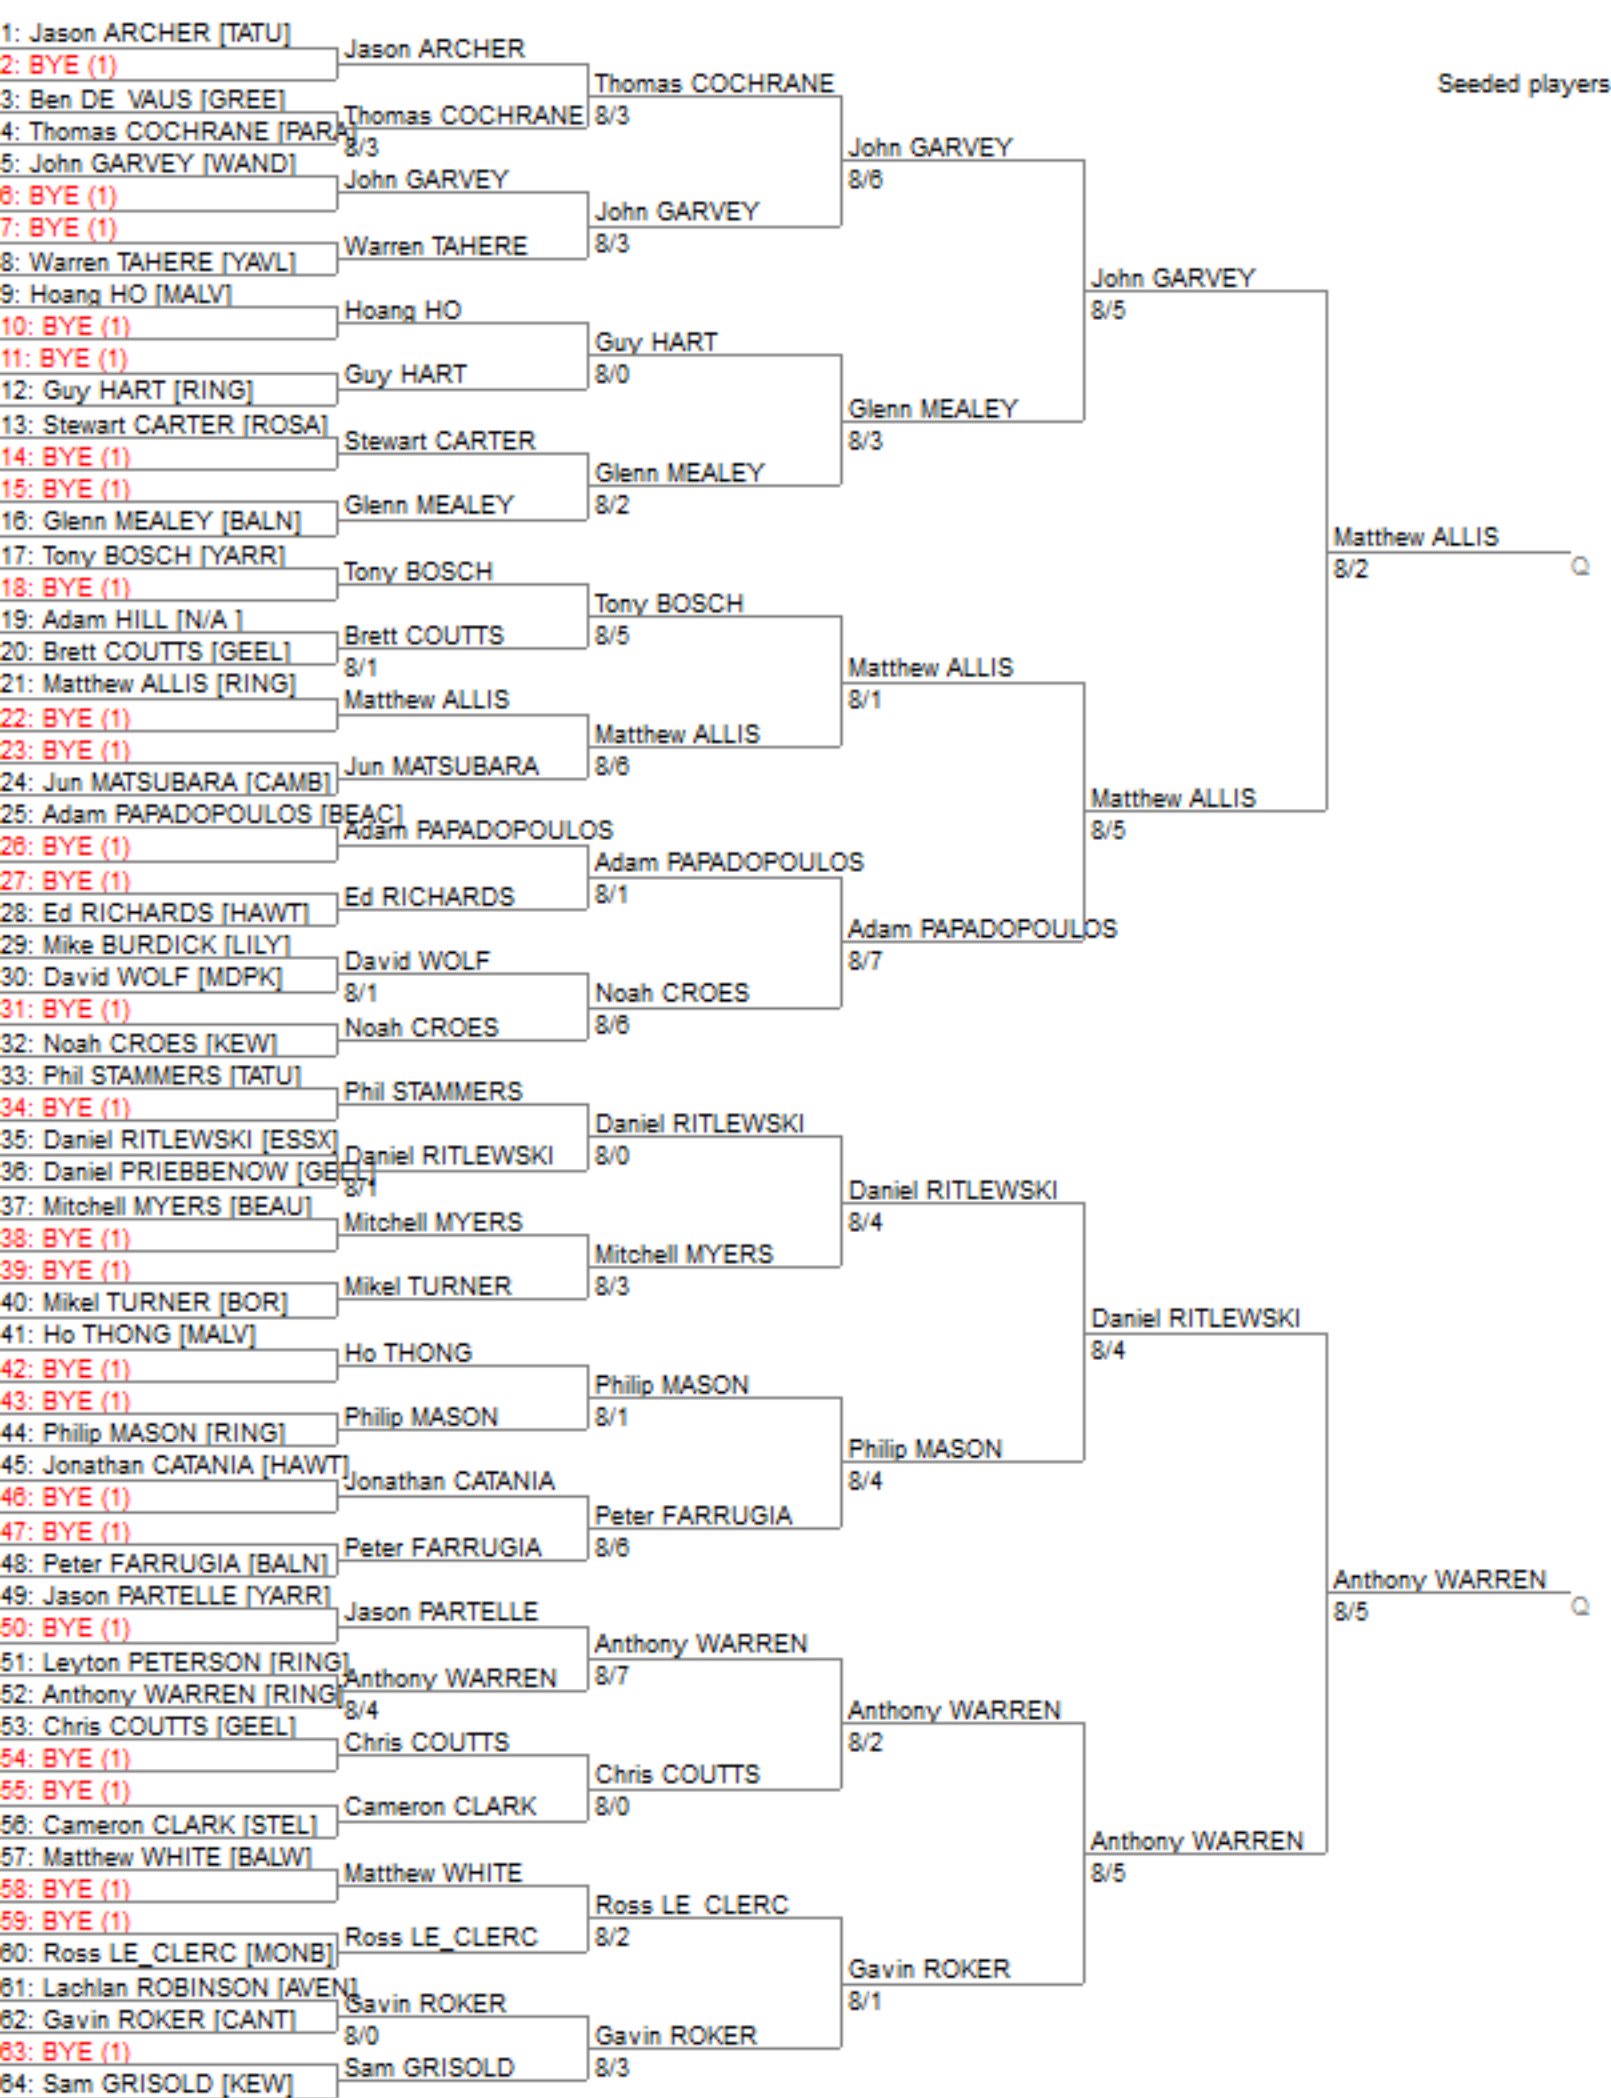 1: Jason ARCHER [TATU]
2: BYE (1)
3: Ben DE_VAUS [GREE]
4: Thomas COCHRANE [PARA]
5: John GARVEY [WAND]
6: BYE (1)
7: BYE (1)
8: Warren TAHERE [YAVL]
9: Hoang HO [MALV]
10: BYE (1)
11: BYE (1)
12: Guy HART [RING]
13: Stewart CARTER [ROSA]
14: BYE (1)
15: BYE (1)
16: Glenn MEALEY [BALN]
17: Tony BOSCH [YARR]
18: BYE (1)
19: Adam HILL [N/A ]
20: Brett COUTTS [GEEL]
21: Matthew ALLIS [RING]
22: BYE (1)
23: BYE (1)
24: Jun MATSUBARA [CAMB]
25: Adam PAPADOPOULOS [BEAC]
26: BYE (1)
27: BYE (1)
28: Ed RICHARDS [HAWT]
29: Mike BURDICK [LILY]
30: David WOLF [MDPK]
31: BYE (1)
32: Noah CROES [KEW]
33: Phil STAMMERS [TATU]
34: BYE (1)
35: Daniel RITLEWSKI [ESSX]
36: Daniel PRIEBBENOW [GEEL]
37: Mitchell MYERS [BEAU]
38: BYE (1)
39: BYE (1)
40: Mikel TURNER [BOR]
41: Ho THONG [MALV]
42: BYE (1)
43: BYE (1)
44: Philip MASON [RING]
45: Jonathan CATANIA [HAWT]
46: BYE (1)
47: BYE (1)
48: Peter FARRUGIA [BALN]
49: Jason PARTELLE [YARR]
50: BYE (1)
51: Leyton PETERSON [RING]
52: Anthony WARREN [RING]
53: Chris COUTTS [GEEL]
54: BYE (1)
55: BYE (1)
56: Cameron CLARK [STEL]
57: Matthew WHITE [BALW]
58: BYE (1)
59: BYE (1)
60: Ross LE_CLERC [MONB]
61: Lachlan ROBINSON [AVEN]
62: Gavin ROKER [CANT]
63: BYE (1)
64: Sam GRISOLD [KEW]
Jason ARCHER
Thomas COCHRANE
8/3
John GARVEY
Warren TAHERE
Hoang HO
Guy HART
Stewart CARTER
Glenn MEALEY
Tony BOSCH
Brett COUTTS
8/1
Matthew ALLIS
Jun MATSUBARA
Adam PAPADOPOULOS
Ed RICHARDS
David WOLF
8/1
Noah CROES
Phil STAMMERS
Daniel RITLEWSKI
8/1
Mitchell MYERS
Mikel TURNER
Ho THONG
Philip MASON
Jonathan CATANIA
Peter FARRUGIA
Jason PARTELLE
Anthony WARREN
8/4
Chris COUTTS
Cameron CLARK
Matthew WHITE
Ross LE_CLERC
Gavin ROKER
8/0
Sam GRISOLD
Thomas COCHRANE
8/3
John GARVEY
8/3
Guy HART
8/0
Glenn MEALEY
8/2
Tony BOSCH
8/5
Matthew ALLIS
8/6
Adam PAPADOPOULOS
8/1
Noah CROES
8/6
Daniel RITLEWSKI
8/0
Mitchell MYERS
8/3
Philip MASON
8/1
Peter FARRUGIA
8/6
Anthony WARREN
8/7
Chris COUTTS
8/0
Ross LE_CLERC
8/2
Gavin ROKER
8/3
John GARVEY
8/6
Glenn MEALEY
8/3
Matthew ALLIS
8/1
Adam PAPADOPOULOS
8/7
Daniel RITLEWSKI
8/4
Philip MASON
8/4
Anthony WARREN
8/2
Gavin ROKER
8/1
John GARVEY
8/5
Matthew ALLIS
8/5
Daniel RITLEWSKI
8/4
Anthony WARREN
8/5
Seeded players
Matthew ALLIS
8/2
Q
Anthony WARREN
8/5
Q